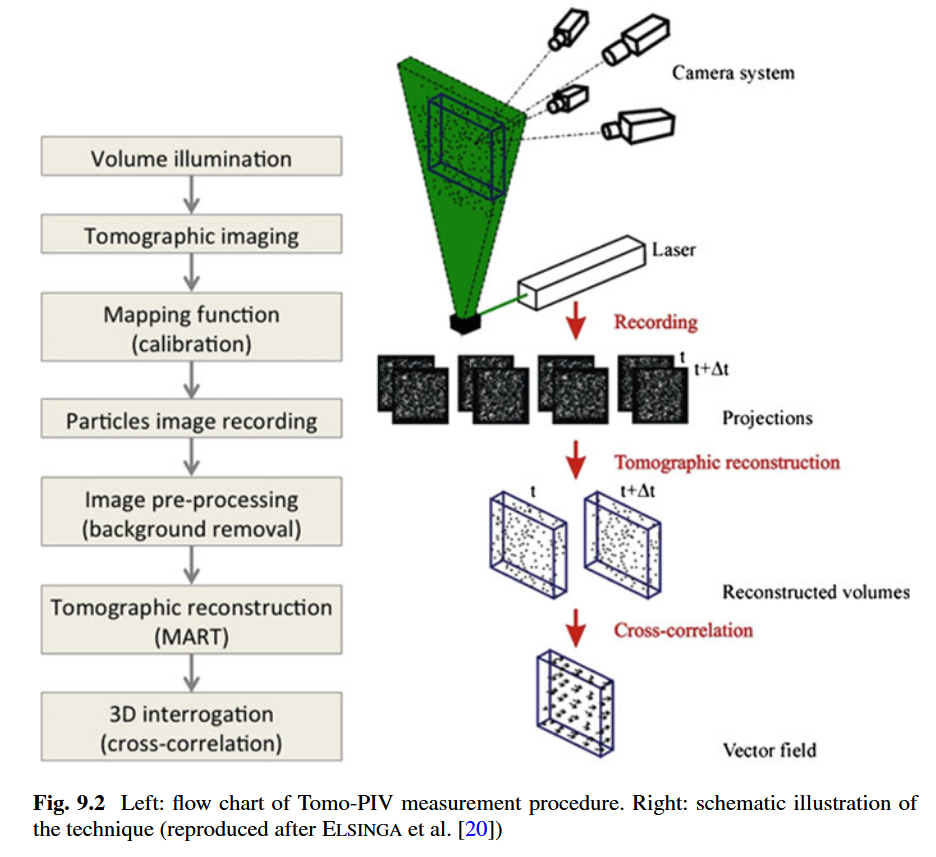 Volume illumination
Tomographic imaging
Mapping function
(calibration)
Particles image recording
Image pre-processing
(background removal)
Tomographic reconstruction
(MART)
3D interrogation
(cross-correlation)
Camera system
Laser
Recording
t
t+Δt
Projections
Tomographic reconstruction
t
t+Δt
Reconstructed volumes
Cross-correlation
Vector field
Fig. 9.2 Left: flow chart of Tomo-PIV measurement procedure. Right: schematic illustration of
the technique (reproduced after ELSINGA et al. [20])